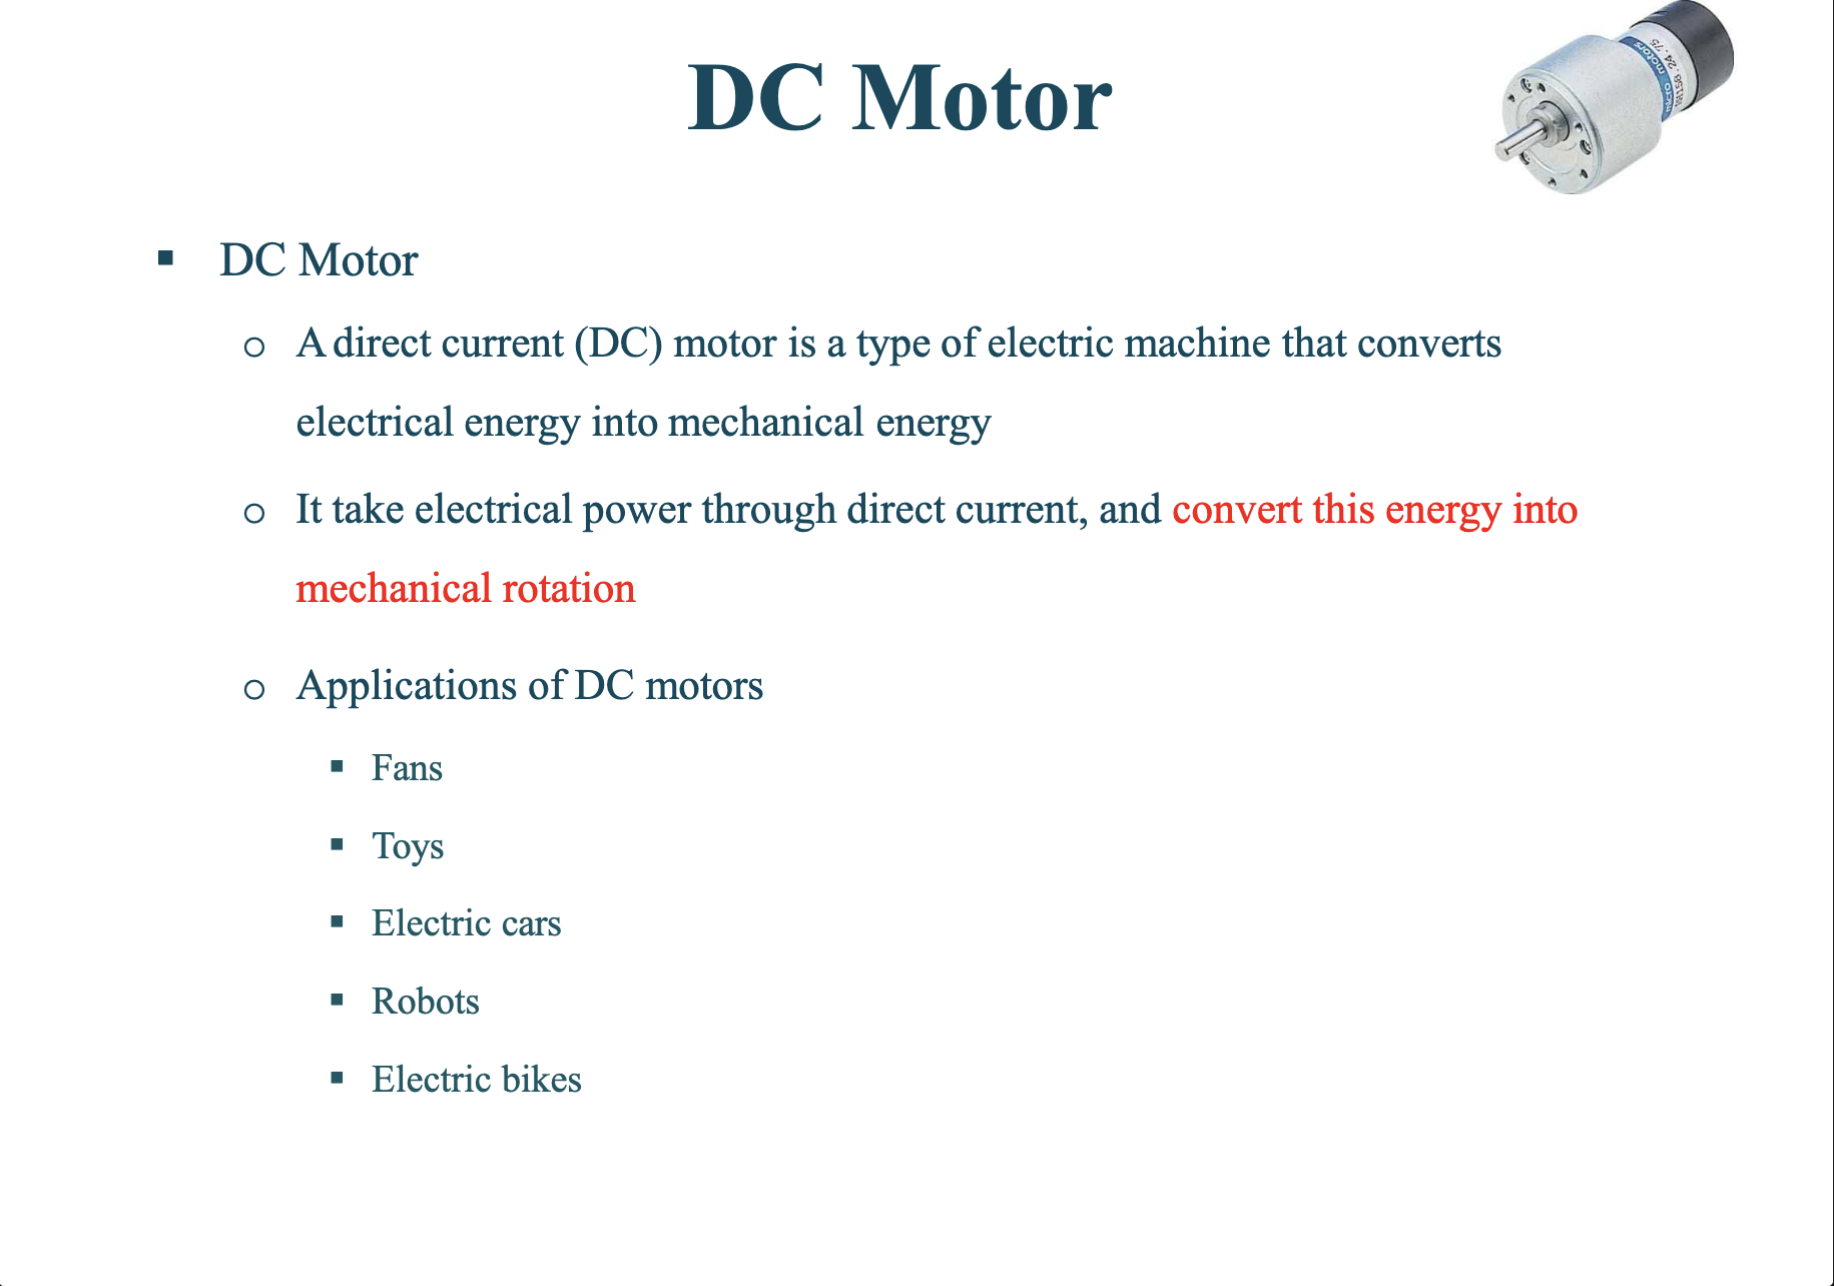 DC Motor
micro motors
▪ DC Motor
o A direct current (DC) motor is a type of electric machine that converts
electrical energy into mechanical energy
o It take electrical power through direct current, and convert this energy into
mechanical rotation
o Applications of DC motors
▪ Fans
▪ Toys
▪ Electric cars
▪ Robots
▪ Electric bikes